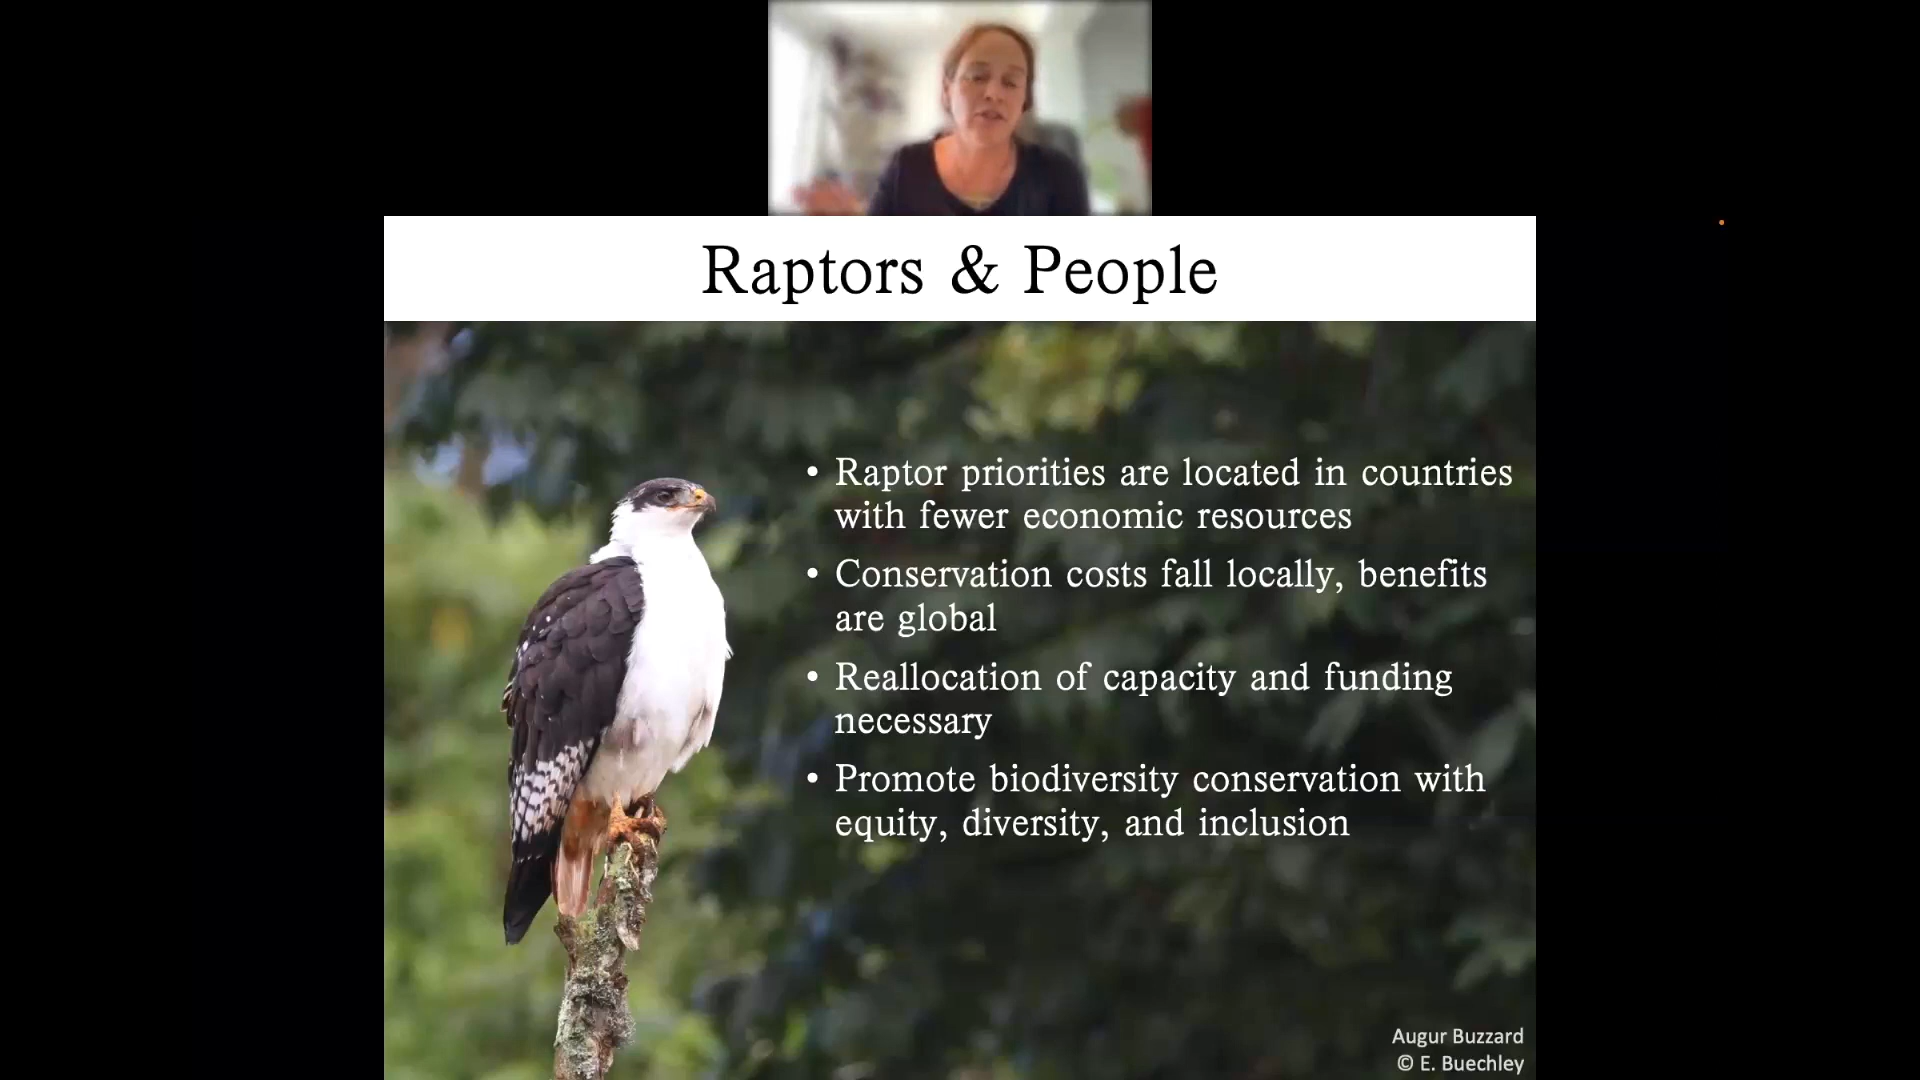 Raptors & People
• Raptor priorities are located in countries
with fewer economic resources
• Conservation costs fall locally, benefits
are global
• Reallocation of capacity and funding
necessary
• Promote biodiversity conservation with
equity, diversity, and inclusion
Augur Buzzard
© E. Buechley